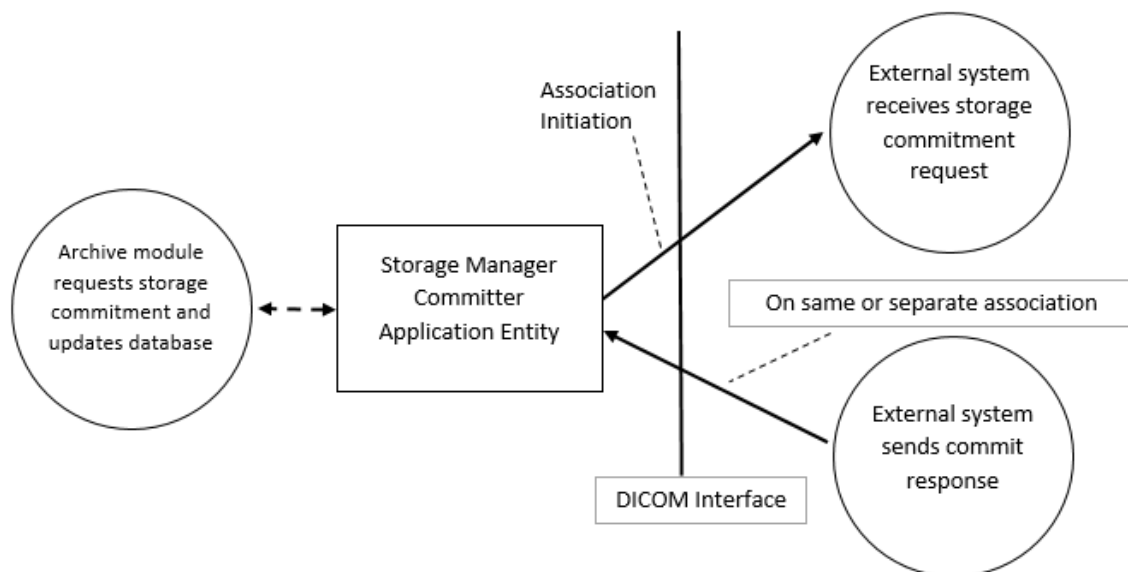 Association
Initiation
External system
receives storage
commitment
request
Archive module
requests storage
commitment and
updates database
Storage Manager
Committer
Application Entity
On same or separate association
External system
sends commit
response
DICOM Interface